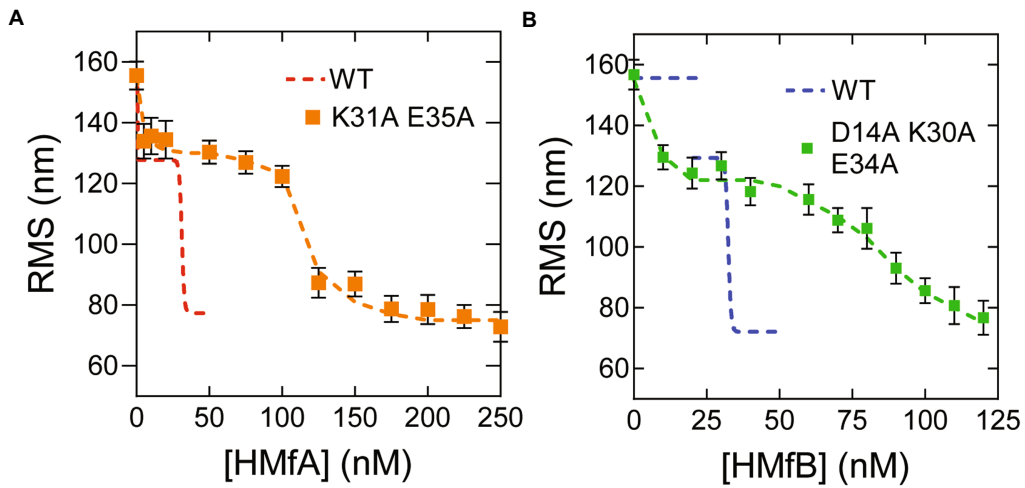 A
RMS (nm)
160
140
120
100
80
60
WT
K31A E35A
0
50
100
150
200
250
[HMfA] (nM)
B
RMS (nm)
160
140
120
100
80
60
WT
D14A K30A
E34A
0
25
50
75
100
125
[HMfB] (nM)